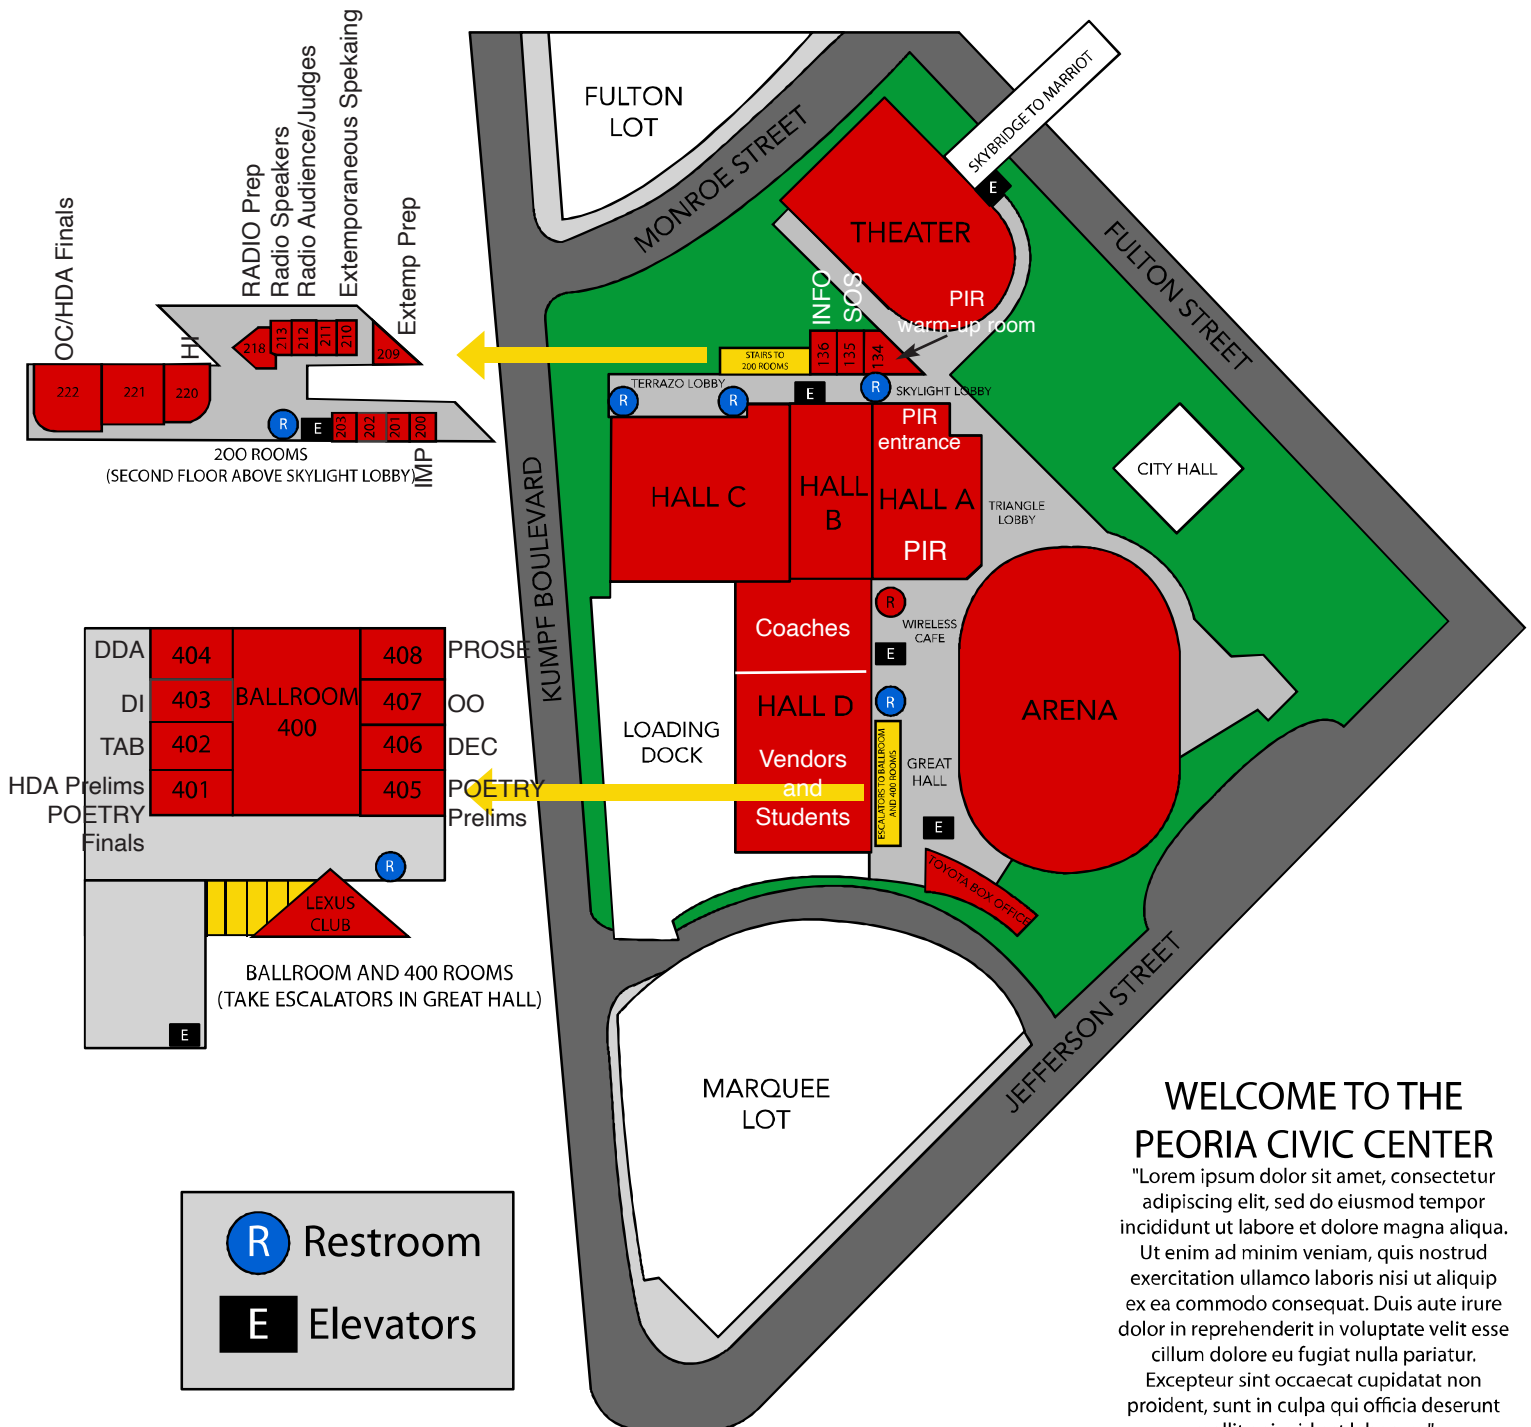 FULTON
LOT
MONROE STREET
SKYBRIDGE TO MARRIOT
E
THEATER
FULTON STREET
INFO
SOS
PIR
warm-up room
136
135
134
STAIRS TO
200 ROOMS
TERRAZO LOBBY
R
R
E
R
SKYLIGHT LOBBY
PIR
entrance
HALL C
HALL
B
HALL A
PIR
TRIANGLE
LOBBY
CITY HALL
KUMPF BOULEVARD
Coaches
R
WIRELESS
CAFE
E
R
HALL D
Vendors
and
Students
LOADING
DOCK
ESCALATORS TO BALLROOM
AND 400 ROOMS
GREAT
HALL
E
ARENA
TOYOTA BOX OFFICE
JEFFERSON STREET
MARQUEE
LOT
OC/HDA Finals
HI
RADIO Prep
Radio Speakers
Radio Audience/Judges
Extemporaneous Spekaing
Extemp Prep
222
221
220
218
213
212
211
210
209
R
E
203
202
201
200
IMP
200 ROOMS
(SECOND FLOOR ABOVE SKYLIGHT LOBBY)
DDA
404
408
PROSE
DI
403
BALLROOM
400
407
OO
TAB
402
406
DEC
HDA Prelims
POETRY
Finals
401
405
POETRY
Prelims
R
LEXUS
CLUB
BALLROOM AND 400 ROOMS
(TAKE ESCALATORS IN GREAT HALL)
E
R Restroom
E Elevators
WELCOME TO THE
PEORIA CIVIC CENTER
"Lorem ipsum dolor sit amet, consectetur
adipiscing elit, sed do eiusmod tempor
incididunt ut labore et dolore magna aliqua.
Ut enim ad minim veniam, quis nostrud
exercitation ullamco laboris nisi ut aliquip
ex ea commodo consequat. Duis aute irure
dolor in reprehenderit in voluptate velit esse
cillum dolore eu fugiat nulla pariatur.
Excepteur sint occaecat cupidatat non
proident, sunt in culpa qui officia deserunt